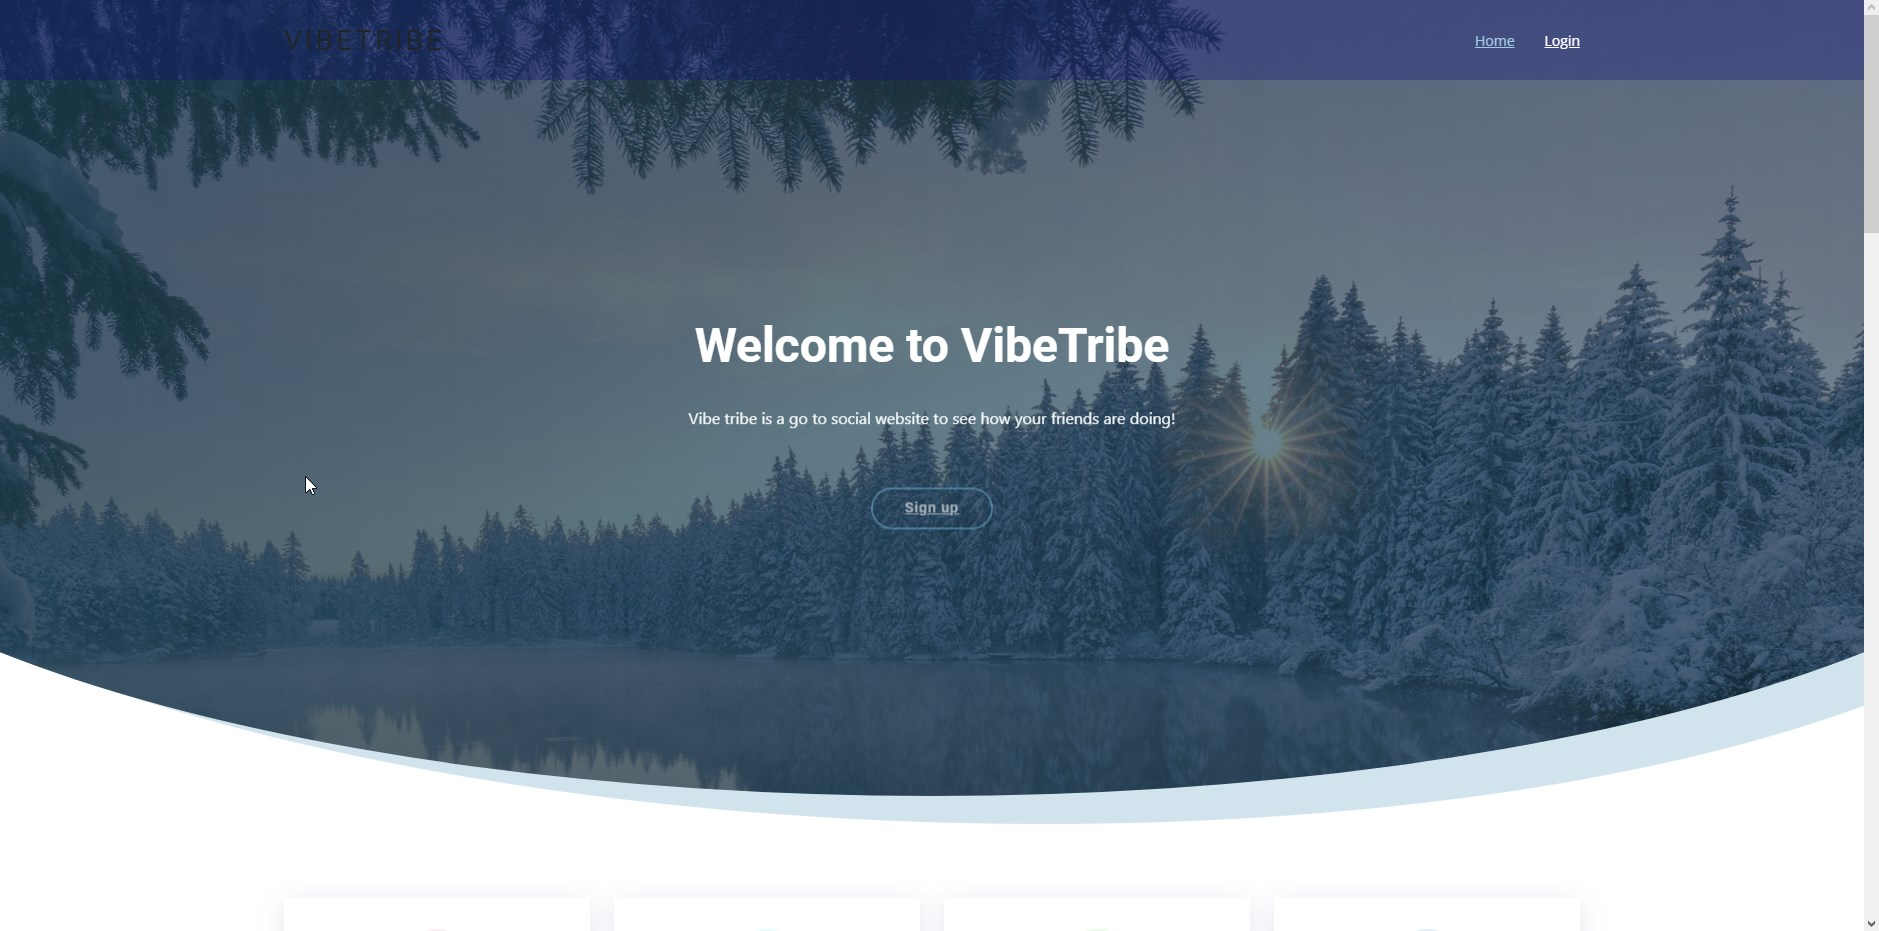 VIBETRIBE
Home Login
Welcome to VibeTribe
Vibe tribe is a go to social website to see how your friends are doing!
Sign up